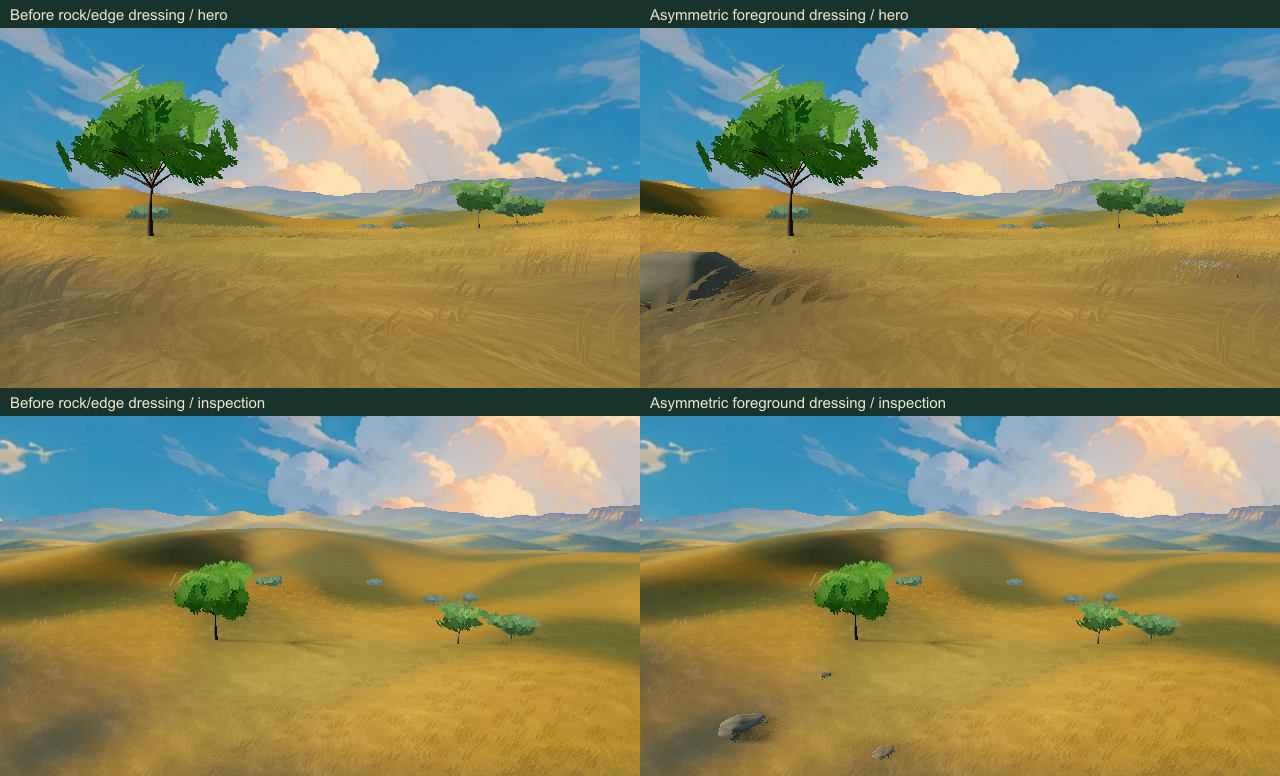 Before rock/edge dressing / hero
Asymmetric foreground dressing / hero
Before rock/edge dressing / inspection
Asymmetric foreground dressing / inspection